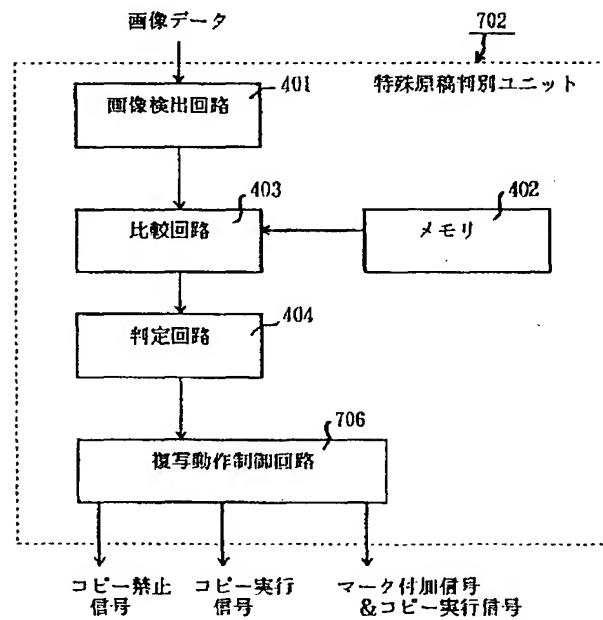 画像データ
702
特殊原稿判別ユニット
401
画像検出回路
403
比較回路
402
メモリ
判定回路
404
706
複写動作制御回路
コピー禁止
信号
コピー実行
信号
マーク付加信号
&コピー実行信号